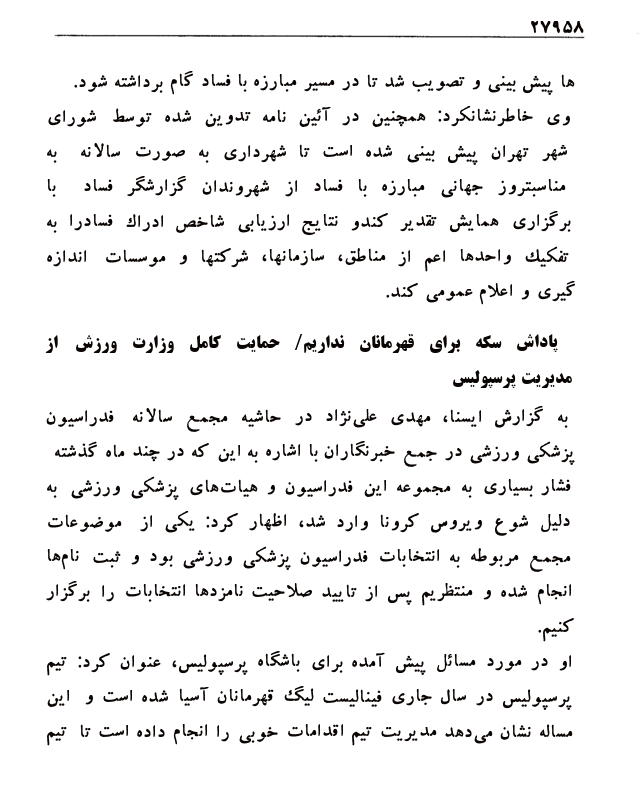 ۲۷۹۵۸
ها پیش بینی و تصویب شد تا در مسیر مبارزه با فساد گام برداشته شود.
وی خاطرنشانکرد: همچنین در آئین نامه تدوین شده توسط شورای
شهر تهران پیش بینی شده است تا شهرداری به صورت سالانه به
مناسبتروز جهانی مبارزه با فساد از شهروندان گزارشگر فساد با
برگزاری همایش تقدیر کندو نتایج ارزیابی شاخص ادراك فسادرا به
تفکیك واحدها اعم از مناطق، سازمانها، شرکتها و موسسات اندازه
گیری و اعلام عمومی کند.
پاداش سکه برای قهرمانان نداریم/ حمایت کامل وزارت ورزش از
مدیریت پرسپولیس
به گزارش ایسنا، مهدی علی‌نژاد در حاشیه مجمع سالانه فدراسیون
پزشکی ورزشی در جمع خبرنگاران با اشاره به این که در چند ماه گذشته
فشار بسیاری به مجموعه این فدراسیون و هیات‌های پزشکی ورزشی به
دلیل شوع ویروس کرونا وارد شد، اظهار کرد: یکی از موضوعات
مجمع مربوطه به انتخابات فدراسیون پزشکی ورزشی بود و ثبت نام‌ها
انجام شده و منتظریم پس از تایید صلاحیت نامزدها انتخابات را برگزار
کنیم.
او در مورد مسائل پیش آمده برای باشگاه پرسپولیس، عنوان کرد: تیم
پرسپولیس در سال جاری فینالیست لیگ قهرمانان آسیا شده است و این
مساله نشان می‌دهد مدیریت تیم اقدامات خوبی را انجام داده است تا تیم